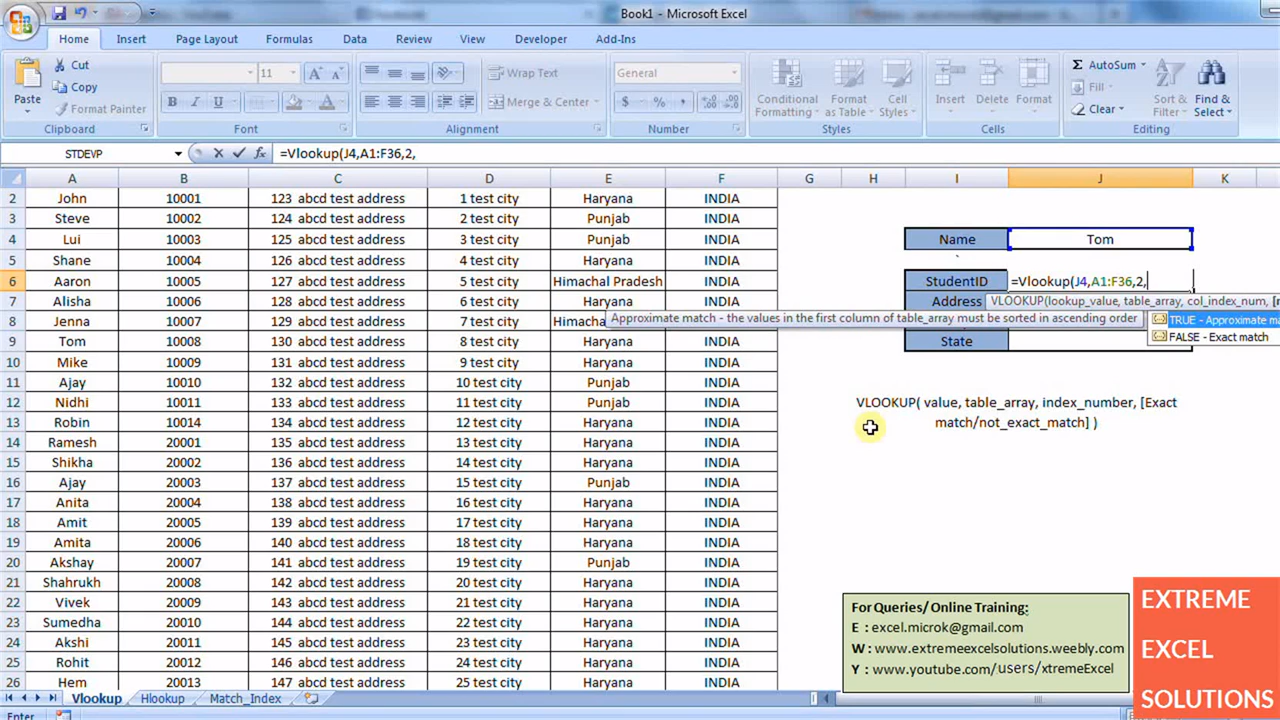 Book1 - Microsoft Excel
Home Insert Page Layout Formulas Data Review View Developer Add-Ins
Paste Cut Copy Format Painter Clipboard
11 B I U A Font
Wrap Text Merge & Center Alignment
General $ % , Number
Conditional Formatting Format as Table Cell Styles Styles
Insert Delete Format Cells
Σ AutoSum Fill Clear Sort & Filter Find & Select Editing
STDEVP fx =Vlookup(J4,A1:F36,2,
A B C D E F G H I J K
2 John 10001 123 abcd test address 1 test city Haryana INDIA
3 Steve 10002 124 abcd test address 2 test city Punjab INDIA
4 Lui 10003 125 abcd test address 3 test city Punjab INDIA Name Tom
5 Shane 10004 126 abcd test address 4 test city Haryana INDIA `
6 Aaron 10005 127 abcd test address 5 test city Himachal Pradesh INDIA StudentID =Vlookup(J4,A1:F36,2,
7 Alisha 10006 128 abcd test address 6 test city Haryana INDIA Address VLOOKUP(lookup_value, table_array, col_index_num, [r
8 Jenna 10007 129 abcd test address 7 test city Himacha Approximate match - the values in the first column of table_array must be sorted in ascending order TRUE - Approximate ma
FALSE - Exact match
9 Tom 10008 130 abcd test address 8 test city Haryana INDIA State
10 Mike 10009 131 abcd test address 9 test city Haryana INDIA
11 Ajay 10010 132 abcd test address 10 test city Punjab INDIA
12 Nidhi 10011 133 abcd test address 11 test city Punjab INDIA VLOOKUP( value, table_array, index_number, [Exact
13 Robin 10014 134 abcd test address 12 test city Haryana INDIA match/not_exact_match] )
14 Ramesh 20001 135 abcd test address 13 test city Haryana INDIA
15 Shikha 20002 136 abcd test address 14 test city Haryana INDIA
16 Ajay 20003 137 abcd test address 15 test city Punjab INDIA
17 Anita 20004 138 abcd test address 16 test city Haryana INDIA
18 Amit 20005 139 abcd test address 17 test city Haryana INDIA
19 Amita 20006 140 abcd test address 18 test city Haryana INDIA
20 Akshay 20007 141 abcd test address 19 test city Punjab INDIA
21 Shahrukh 20008 142 abcd test address 20 test city Haryana INDIA
22 Vivek 20009 143 abcd test address 21 test city Haryana INDIA
23 Sumedha 20010 144 abcd test address 22 test city Haryana INDIA
24 Akshi 20011 145 abcd test address 23 test city Haryana INDIA
25 Rohit 20012 146 abcd test address 24 test city Haryana INDIA
26 Hem 20013 147 abcd test address 25 test city Haryana INDIA
For Queries/ Online Training:
E : excel.microk@gmail.com
W : www.extremeexcelsolutions.weebly.com
Y : www.youtube.com/users/xtremeExcel
EXTREME
EXCEL
SOLUTIONS
Vlookup Hlookup Match_Index
Enter